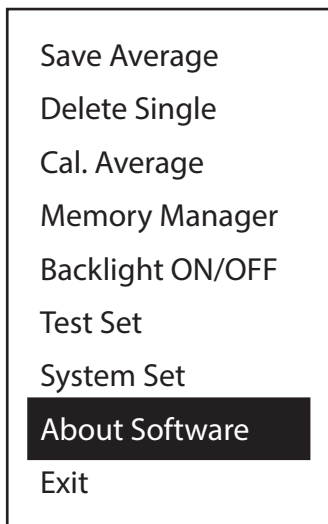 Save Average
Delete Single
Cal. Average
Memory Manager
Backlight ON/OFF
Test Set
System Set
About Software
Exit